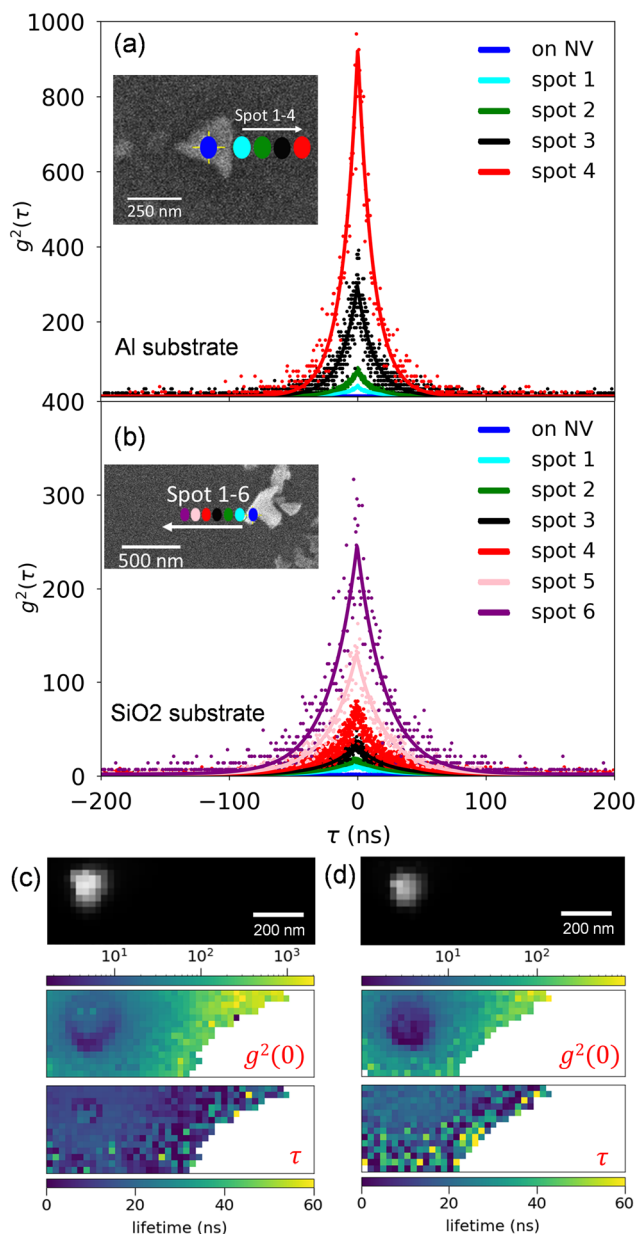 (a)
1000
800
600
400
200
g²(τ)
Spot 1-4
250 nm
Al substrate
on NV
spot 1
spot 2
spot 3
spot 4
(b)
400
300
200
100
0
g²(τ)
Spot 1-6
500 nm
SiO2 substrate
on NV
spot 1
spot 2
spot 3
spot 4
spot 5
spot 6
−200 −100 0 100 200
τ (ns)
(c)
200 nm
10¹ 10² 10³
g²(0)
τ
0 20 40 60
lifetime (ns)
(d)
200 nm
10¹ 10²
g²(0)
τ
0 20 40 60
lifetime (ns)